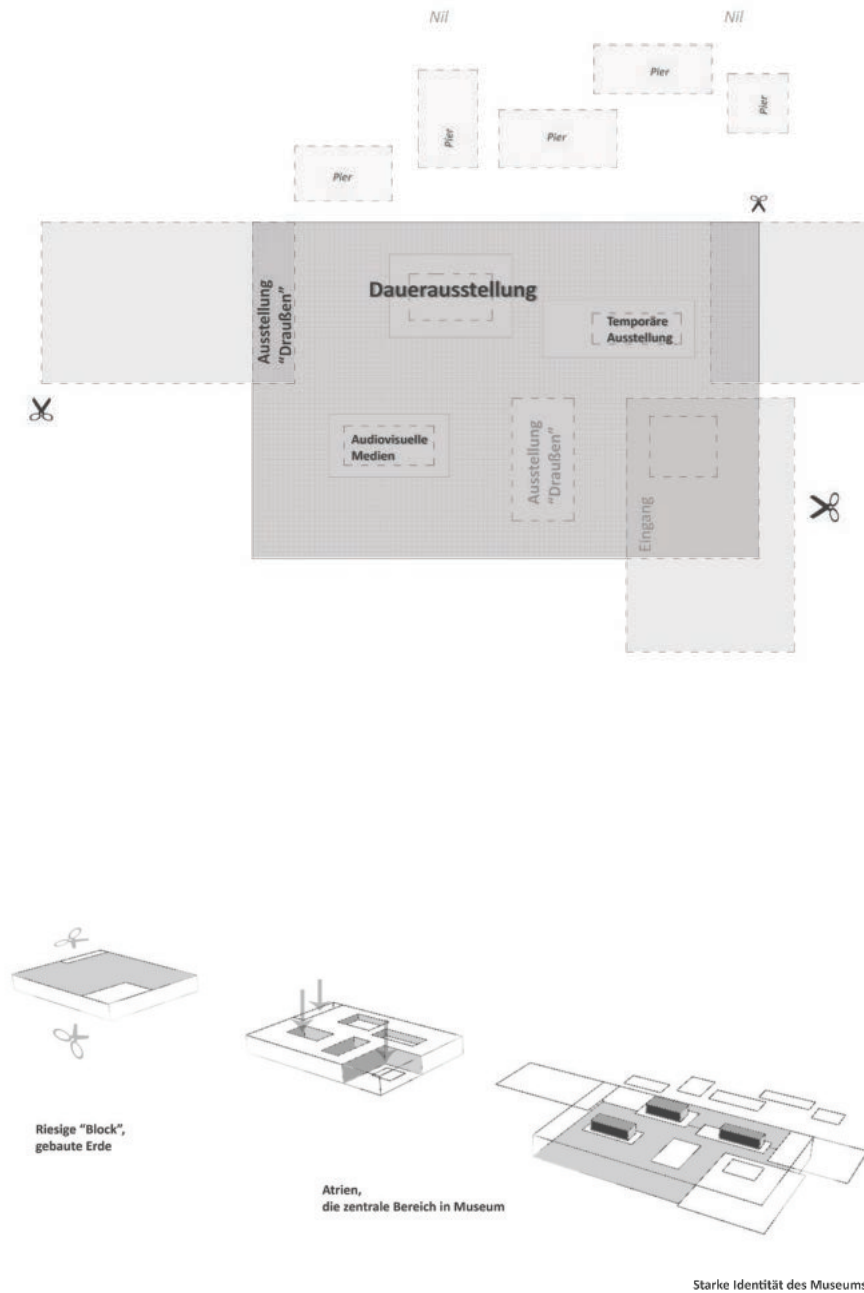 Nil
Nil
Pier
Pier
Pier
Pier
Pier
Ausstellung
"Draußen"
Dauerausstellung
Temporäre
Ausstellung
Audiovisuelle
Medien
Ausstellung
"Draußen"
Eingang
Riesige "Block",
gebaute Erde
Atrien,
die zentrale Bereich in Museum
Starke Identität des Museums